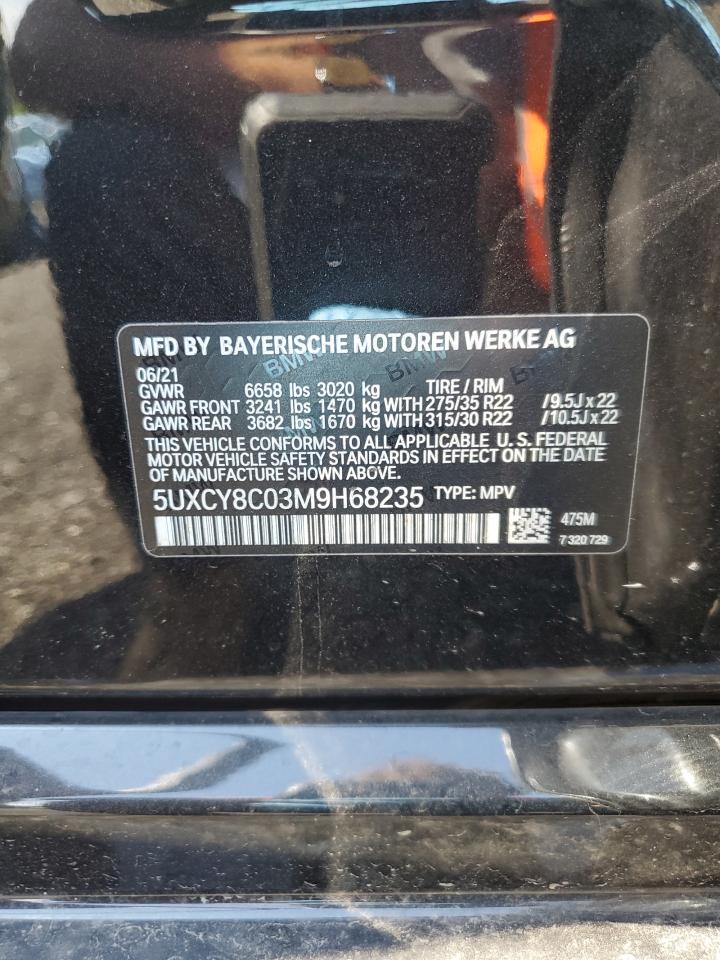 MFD BY BAYERISCHE MOTOREN WERKE AG
06/21
GVWR 6658 lbs 3020 kg TIRE / RIM
GAWR FRONT 3241 lbs 1470 kg WITH 275/35 R22 /9.5J x 22
GAWR REAR 3682 lbs 1670 kg WITH 315/30 R22 /10.5J x 22
THIS VEHICLE CONFORMS TO ALL APPLICABLE U. S. FEDERAL
MOTOR VEHICLE SAFETY STANDARDS IN EFFECT ON THE DATE
OF MANUFACTURE SHOWN ABOVE.
5UXCY8C03M9H68235 TYPE: MPV
475M
7 320 729